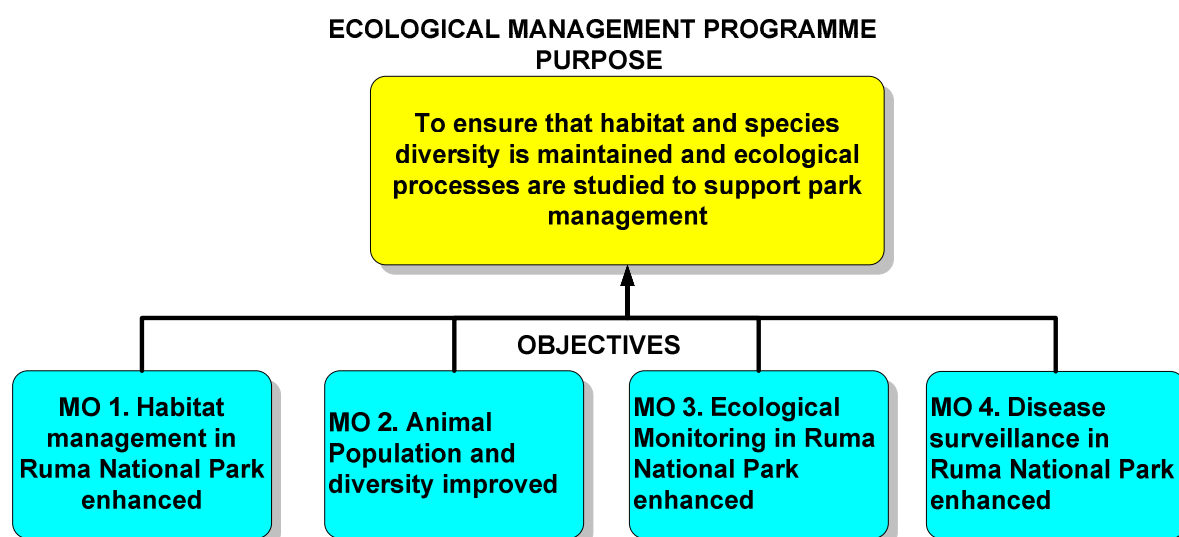 ECOLOGICAL MANAGEMENT PROGRAMME
PURPOSE
To ensure that habitat and species
diversity is maintained and ecological
processes are studied to support park
management
OBJECTIVES
MO 1. Habitat
management in
Ruma National Park
enhanced
MO 2. Animal
Population and
diversity improved
MO 3. Ecological
Monitoring in Ruma
National Park
enhanced
MO 4. Disease
surveillance in
Ruma National Park
enhanced